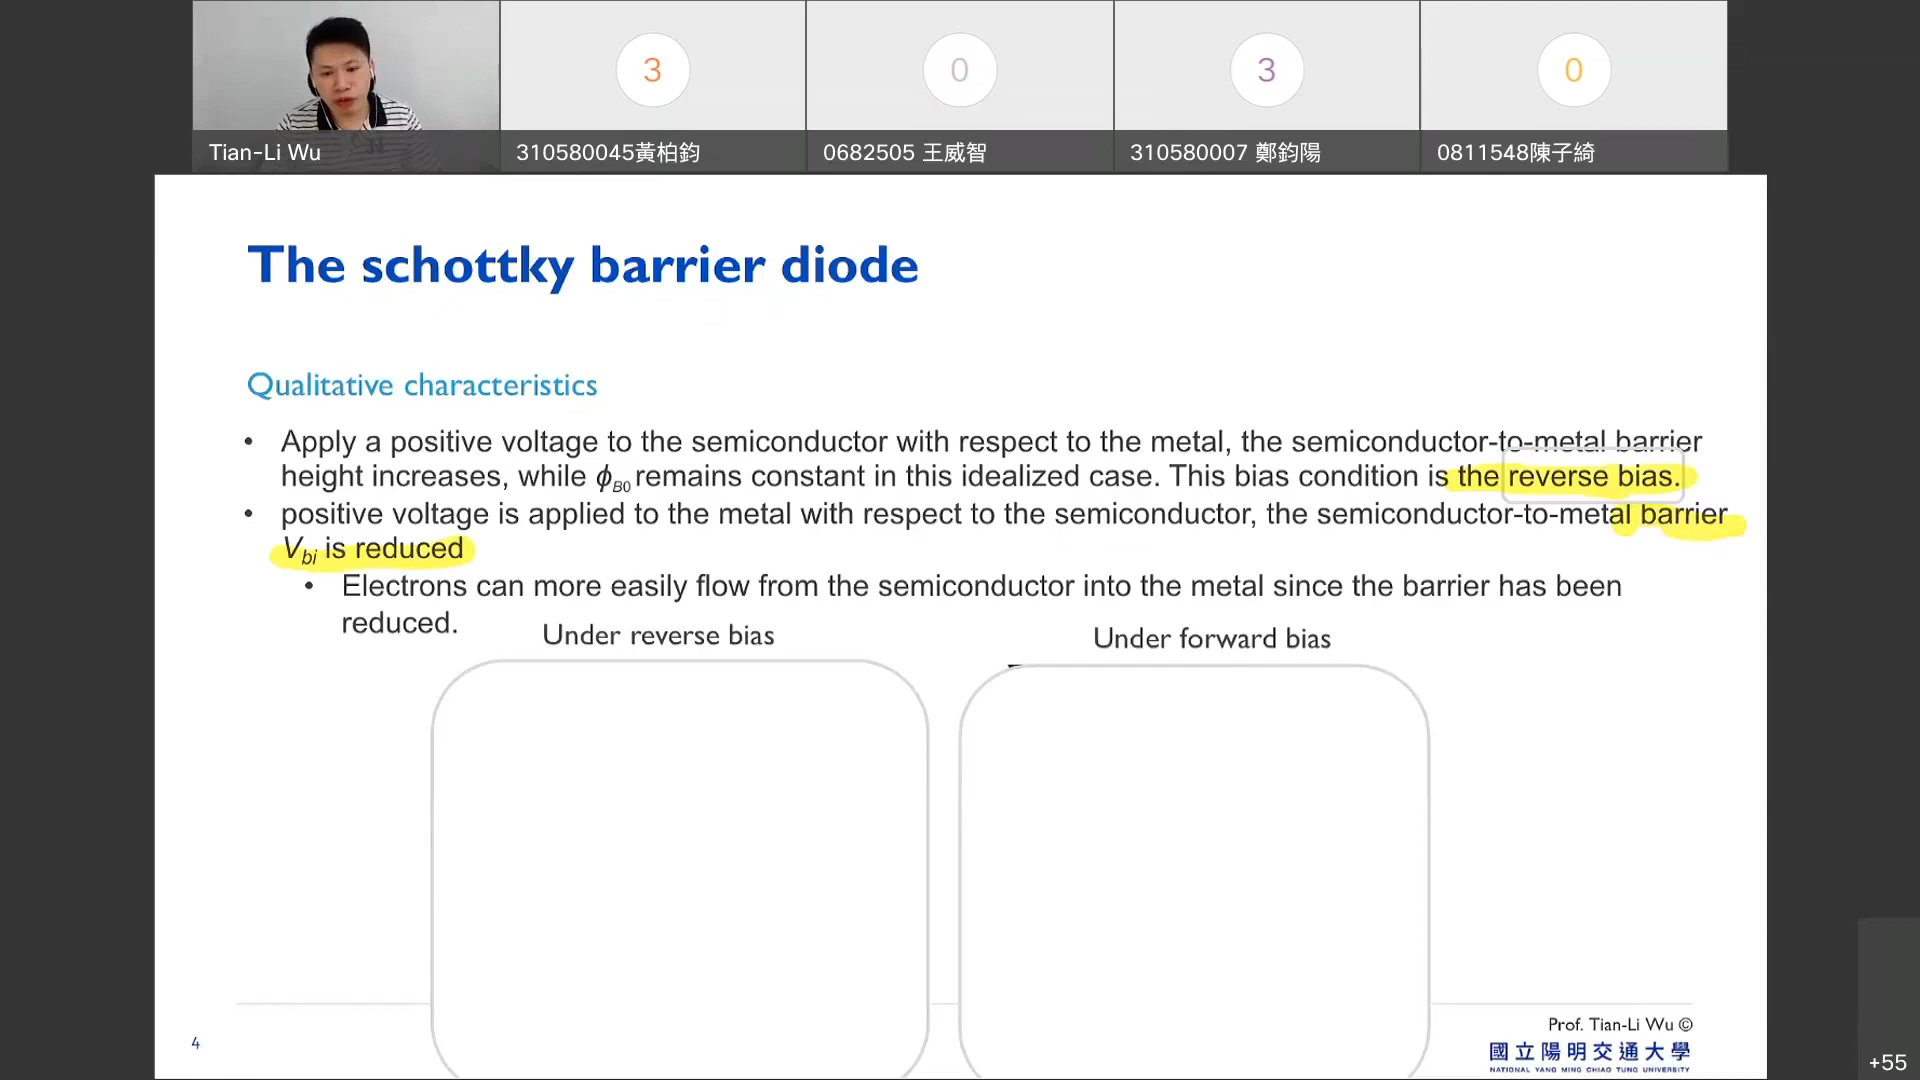 3
0
3
0
Tian-Li Wu
310580045黃柏鈞
0682505 王威智
310580007 鄭鈞陽
0811548陳子綺
The schottky barrier diode
Qualitative characteristics
• Apply a positive voltage to the semiconductor with respect to the metal, the semiconductor-to-metal barrier
height increases, while ϕB0 remains constant in this idealized case. This bias condition is the reverse bias.
• positive voltage is applied to the metal with respect to the semiconductor, the semiconductor-to-metal barrier
Vbi is reduced
• Electrons can more easily flow from the semiconductor into the metal since the barrier has been
reduced.
Under reverse bias
Under forward bias
4
Prof. Tian-Li Wu ©
國立陽明交通大學
NATIONAL YANG MING CHIAO TUNG UNIVERSITY
+55